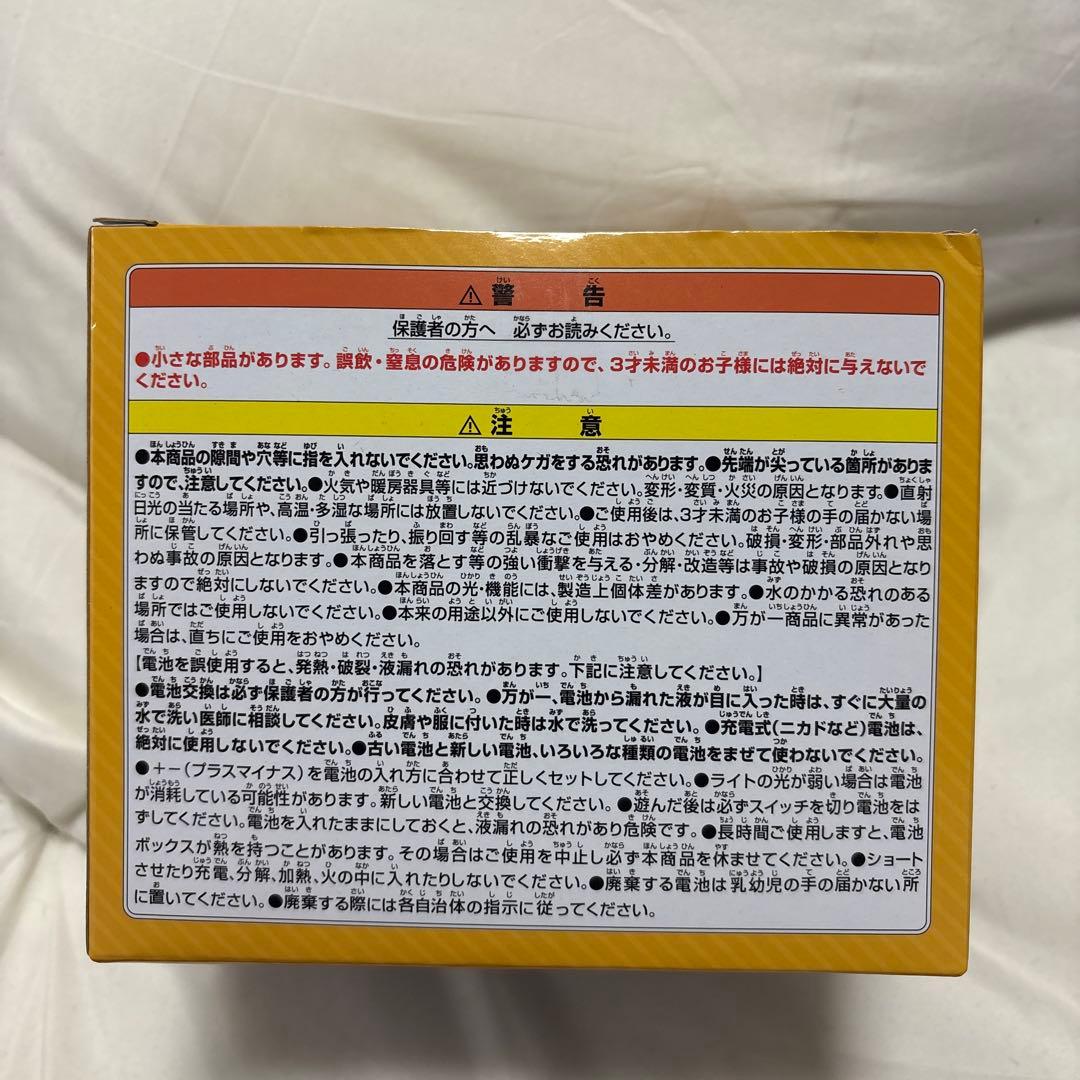 ⚠警告
保護者の方へ 必ずお読みください。
●小さな部品があります。誤飲・窒息の危険がありますので、3才未満のお子様には絶対に与えないで
ください。
⚠注意
●本商品の隙間や穴等に指を入れないでください。思わぬケガをする恐れがあります。●先端が尖っている箇所がありま
すので、注意してください。●火気や暖房器具等には近づけないでください。変形・変質・火災の原因となります。●直射
日光の当たる場所や、高温・多湿な場所には放置しないでください。●ご使用後は、3才未満のお子様の手の届かない場
所に保管してください。●引っ張ったり、振り回す等の乱暴なご使用はおやめください。破損・変形・部品外れや思
わぬ事故の原因となります。●本商品を落とす等の強い衝撃を与える・分解・改造等は事故や破損の原因となり
ますので絶対にしないでください。●本商品の光・機能には、製造上個体差があります。●水のかかる恐れのある
場所ではご使用しないでください。●本来の用途以外にご使用しないでください。●万が一商品に異常があった
場合は、直ちにご使用をおやめください。
【電池を誤使用すると、発熱・破裂・液漏れの恐れがあります。下記に注意してください。】
●電池交換は必ず保護者の方が行ってください。●万が一、電池から漏れた液が目に入った時は、すぐに大量の
水で洗い医師に相談してください。皮膚や服に付いた時は水で洗ってください。●充電式(ニカドなど)電池は、
絶対に使用しないでください。●古い電池と新しい電池、いろいろな種類の電池をまぜて使わないでください。
●+-(プラスマイナス)を電池の入れ方に合わせて正しくセットしてください。●ライトの光が弱い場合は電池
が消耗している可能性があります。新しい電池と交換してください。●遊んだ後は必ずスイッチを切り電池をは
ずしてください。電池を入れたままにしておくと、液漏れの恐れがあり危険です。●長時間ご使用しますと、電池
ボックスが熱を持つことがあります。その場合はご使用を中止し必ず本商品を休ませてください。●ショート
させたり充電、分解、加熱、火の中に入れたりしないでください。●廃棄する電池は乳幼児の手の届かない所
に置いてください。●廃棄する際には各自治体の指示に従ってください。